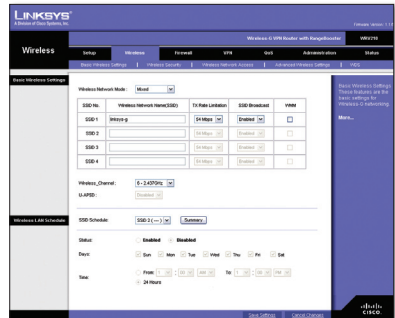 LINKSYS®
A Division of Cisco Systems, Inc.
Firmware Version: 1.1.0
Wireless-G VPN Router with RangeBooster WRV210
Wireless
Setup Wireless Firewall VPN QoS Administration Status
Basic Wireless Settings | Wireless Security | Wireless Network Access | Advanced Wireless Settings | WDS
Basic Wireless Settings
Wireless Network Mode: Mixed
SSID No. Wireless Network Name(SSID) TX Rate Limitation SSID Broadcast WMM
SSID 1 linksys-g 54 Mbps Enabled
SSID 2 54 Mbps Enabled
SSID 3 54 Mbps Enabled
SSID 4 54 Mbps Enabled
Wireless_Channel: 6 - 2.437GHz
U-APSD: Disabled
Basic Wireless Settings
These features are the
basic settings for
Wireless-G networking.
More...
Wireless LAN Schedule
SSID Schedule: SSID 2 ( --- ) Summary
Status: Enabled Disabled
Days: Sun Mon Tue Wed Thu Fri Sat
Time: From: 1 : 00 AM To: 1 : 00 PM
24 Hours
Save Settings Cancel Changes
CISCO.